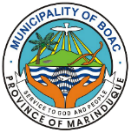 MUNICIPALITY OF BOAC
SERVICE TO GOD AND PEOPLE
PROVINCE OF MARINDUQUE